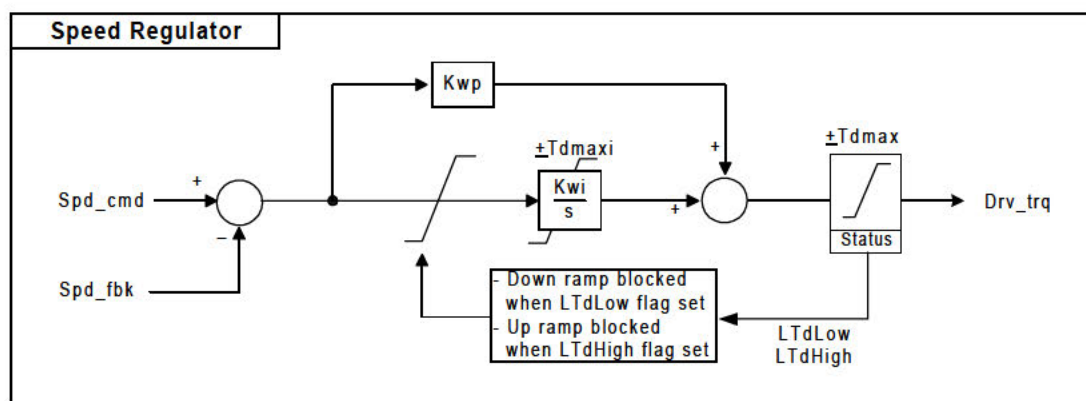 Speed Regulator
Kwp
+Tdmaxi
+Tdmax
+
+
Spd_cmd
Kwi
s
+
Drv_trq
−
Status
Spd_fbk
- Down ramp blocked
when LTdLow flag set
- Up ramp blocked
when LTdHigh flag set
LTdLow
LTdHigh